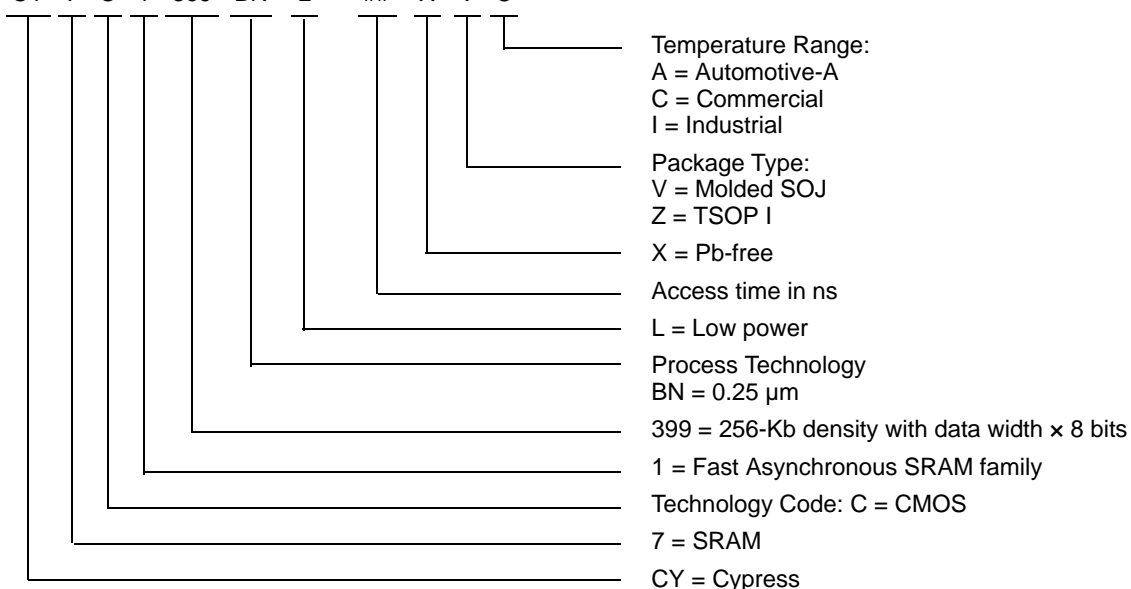 Temperature Range:
A = Automotive-A
C = Commercial
I = Industrial
Package Type:
V = Molded SOJ
Z = TSOP I
X = Pb-free
Access time in ns
L = Low power
Process Technology
BN = 0.25 µm
399 = 256-Kb density with data width × 8 bits
1 = Fast Asynchronous SRAM family
Technology Code: C = CMOS
7 = SRAM
CY = Cypress